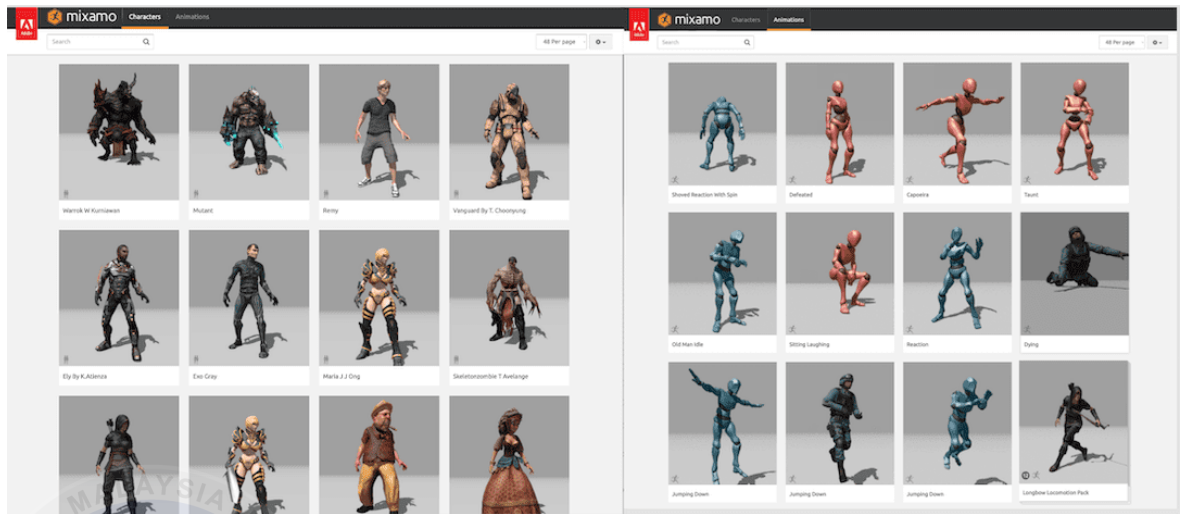 Adobe
mixamo
Characters
Animations
Search
48 Per page
Warrok W Kurniawan
Mutant
Remy
Vanguard By T. Choonyung
Ely By K.Atienza
Exo Gray
Maria J J Ong
Skeletonzombie T Avelange
MALAYSIA
mixamo
Characters
Animations
Search
48 Per page
Shoved Reaction With Spin
Defeated
Capoeira
Taunt
Old Man Idle
Sitting Laughing
Reaction
Dying
Jumping Down
Jumping Down
Jumping Down
Longbow Locomotion Pack